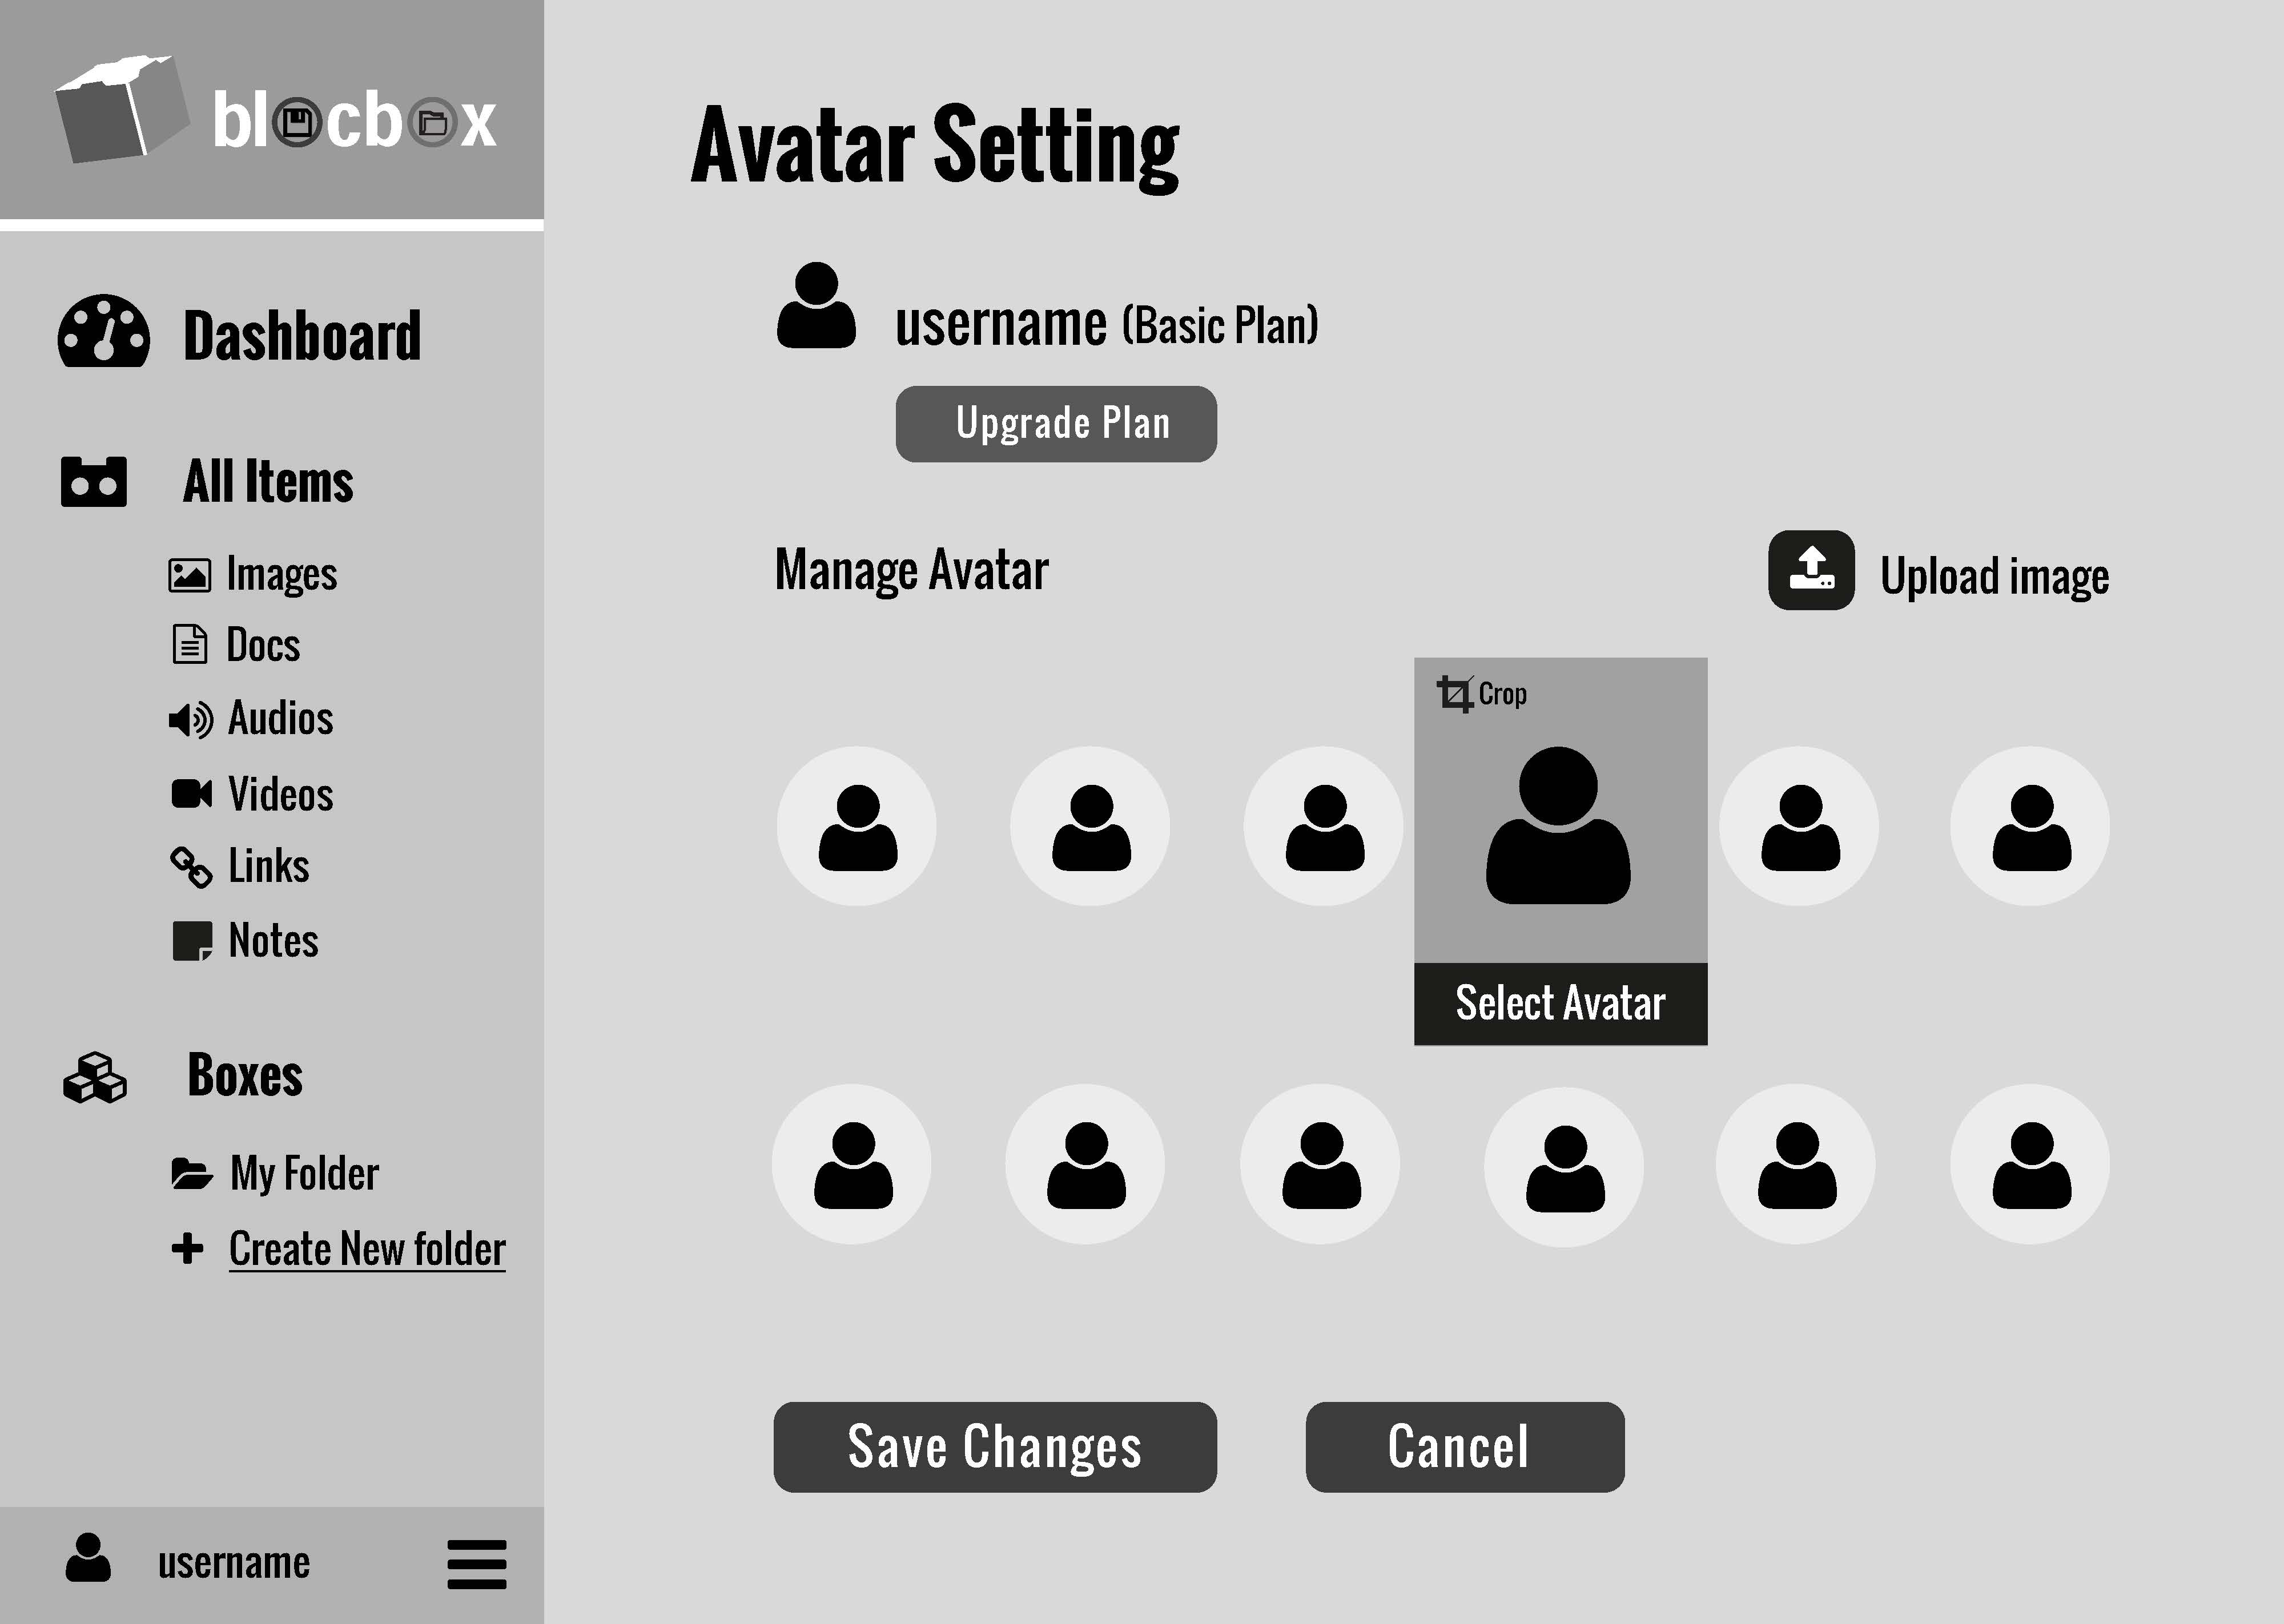 blocbox
Dashboard
All Items
Images
Docs
Audios
Videos
Links
Notes
Boxes
My Folder
Create New folder
username
Avatar Setting
username (Basic Plan)
Upgrade Plan
Manage Avatar
Upload image
Crop
Select Avatar
Save Changes
Cancel